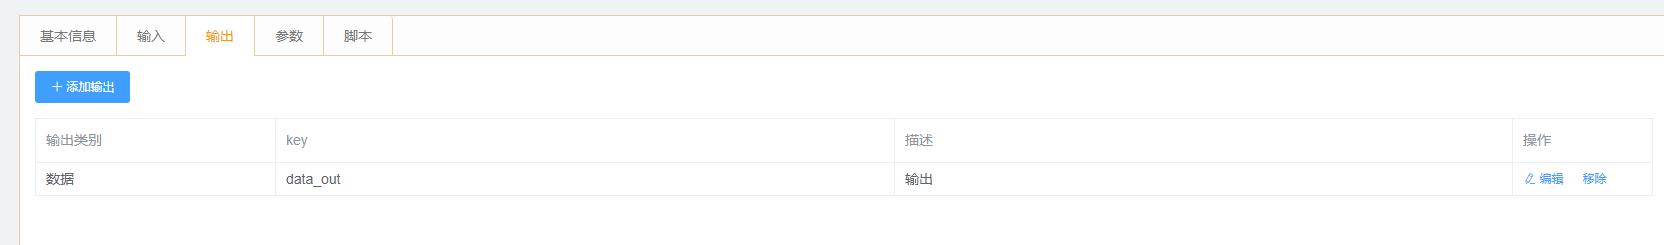 基本信息 输入 输出 参数 脚本
+ 添加输出
输出类别 key 描述 操作
数据 data_out 输出 编辑 移除